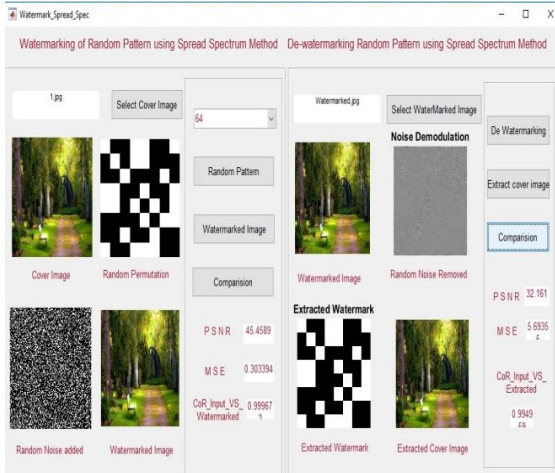 Watermark_Spread_Spec
Watermarking of Random Pattern using Spread Spectrum Method
1.jpg
Select Cover Image
64
Random Pattern
Watermarked Image
Comparision
Cover Image
Random Permutation
PSNR 45.4589
MSE 0.303394
CoR_Input_VS_
Watermarked
0.99967
Random Noise added
Watermarked Image
De-watermarking Random Pattern using Spread Spectrum Method
Watermarked.jpg
Select WaterMarked Image
Noise Demodulation
De Watermarking
Extract cover image
Comparision
Watermarked Image
Random Noise Removed
Extracted Watermark
PSNR 32.161
MSE 5.6935
CoR_Input_VS_
Extracted
0.9949
Extracted Watermark
Extracted Cover Image